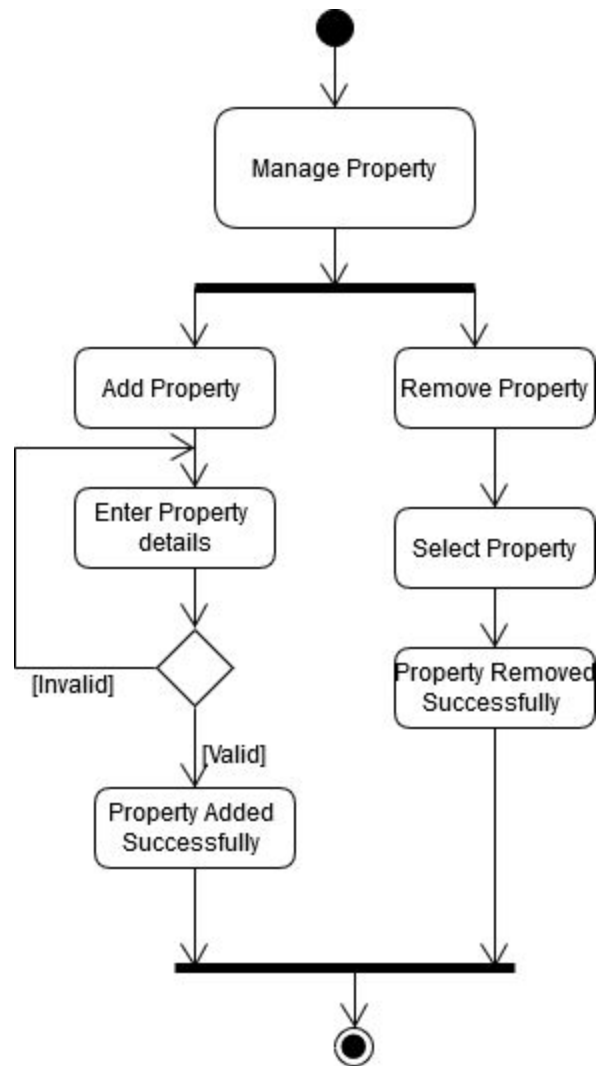 Manage Property
Add Property
Remove Property
Enter Property
details
Select Property
[Invalid]
Property Removed
Successfully
[Valid]
Property Added
Successfully